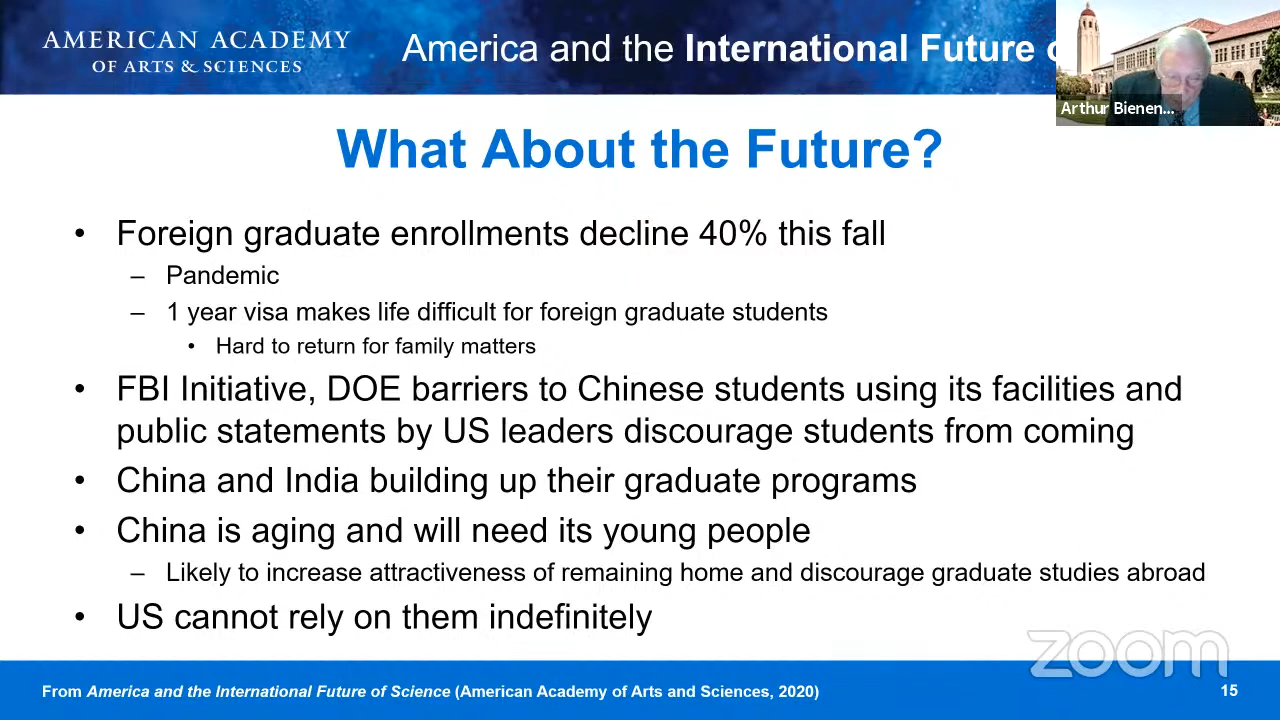 AMERICAN ACADEMY
OF ARTS & SCIENCES
America and the International Future
Arthur Bienen...
What About the Future?
• Foreign graduate enrollments decline 40% this fall
– Pandemic
– 1 year visa makes life difficult for foreign graduate students
• Hard to return for family matters
• FBI Initiative, DOE barriers to Chinese students using its facilities and
public statements by US leaders discourage students from coming
• China and India building up their graduate programs
• China is aging and will need its young people
– Likely to increase attractiveness of remaining home and discourage graduate studies abroad
• US cannot rely on them indefinitely
zoom
From America and the International Future of Science (American Academy of Arts and Sciences, 2020)
15